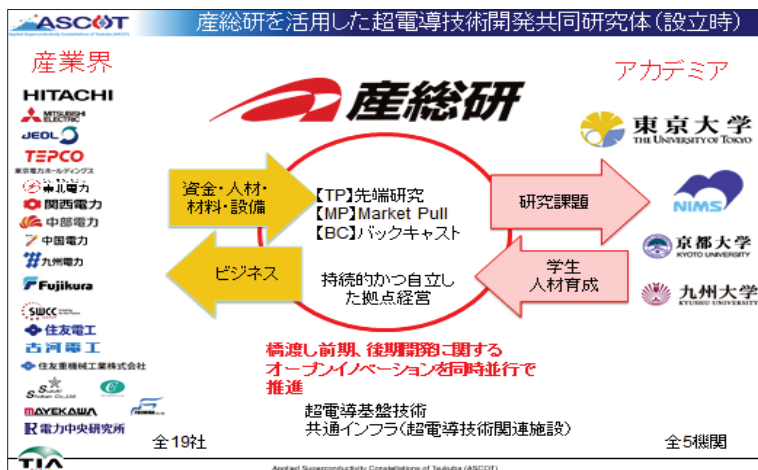 ASCOT
Applied Superconductivity Constellations of Tsukuba (ASCOT)
産総研を活用した超電導技術開発共同研究体(設立時)
産業界
HITACHI
MITSUBISHI
ELECTRIC
JEOL
TEPCO
東京電力ホールディングス
東北電力
関西電力
中部電力
中国電力
九州電力
Fujikura
SWCC
住友電工
古河電工
住友重機械工業株式会社
MAYEKAWA
電力中央研究所
全19社
TIA
産総研
資金・人材・
材料・設備
ビジネス
【TP】先端研究
【MP】Market Pull
【BC】バックキャスト
持続的かつ自立し
た拠点経営
研究課題
学生
人材育成
橋渡し前期、後期開発に関する
オープンイノベーションを同時並行で
推進
超電導基盤技術
共通インフラ(超電導技術関連施設)
アカデミア
東京大学
THE UNIVERSITY OF TOKYO
NIMS
京都大学
KYOTO UNIVERSITY
九州大学
KYUSHU UNIVERSITY
全5機関
Applied Superconductivity Constellations of Tsukuba (ASCOT)